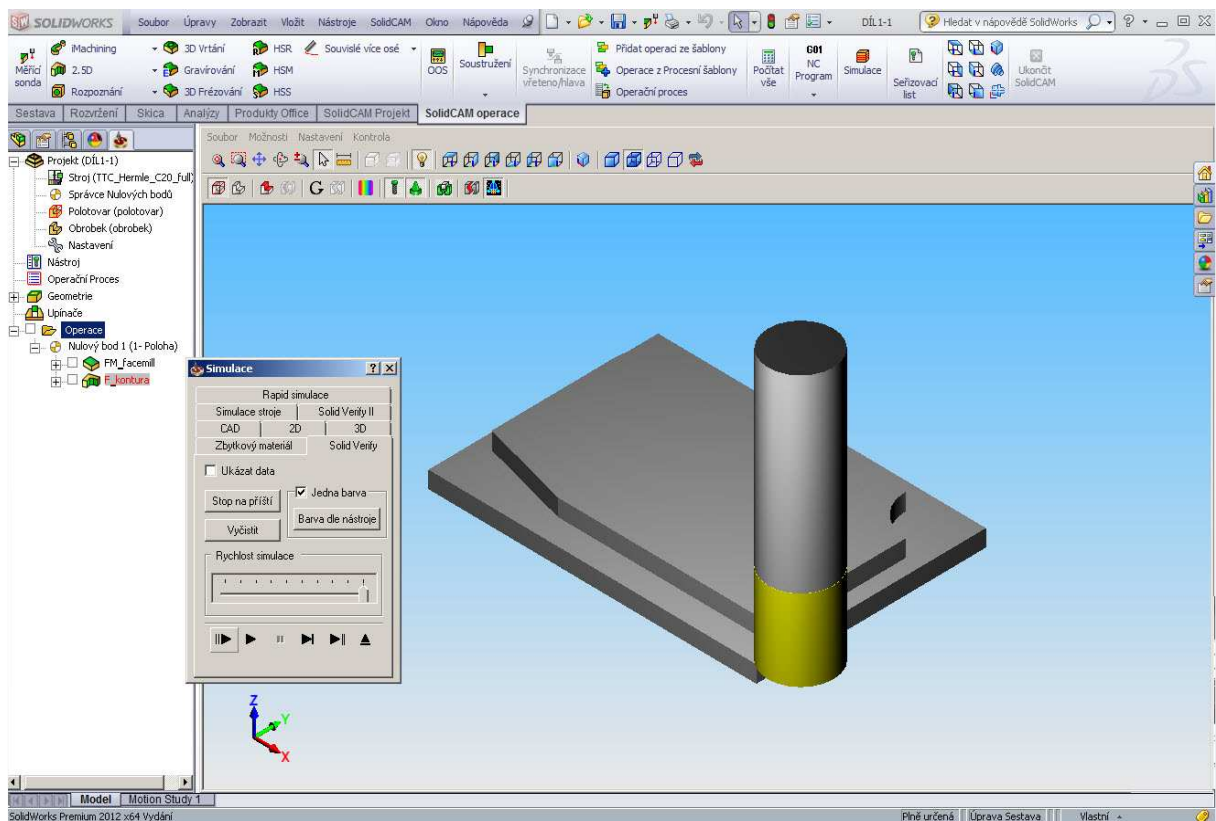 SOLIDWORKS Soubor Úpravy Zobrazit Vložit Nástroje SolidCAM Okno Nápověda DÍL1-1 Hledat v nápovědě SolidWorks
iMachining 3D Vrtání HSR Souvislé více osé
Měřicí sonda
2.5D Gravírování HSM
Rozpoznání 3D Frézování HSS
OOS
Soustružení
Synchronizace vřeteno/hlava
Přidat operaci ze šablony
Operace z Procesní šablony
Operační proces
Počítat vše
G01
NC Program
Simulace
Seřizovací list
Ukončit SolidCAM
Sestava Rozvržení Skica Analýzy Produkty Office SolidCAM Projekt SolidCAM operace
Soubor Možnosti Nastavení Kontrola
G
Projekt (DÍL1-1)
Stroj (TTC_Hermle_C20_full)
Správce Nulových bodů
Polotovar (polotovar)
Obrobek (obrobek)
Nastavení
Nástroj
Operační Proces
Geometrie
Upínače
Operace
Nulový bod 1 (1- Poloha)
FM_facemill
F_kontura
Simulace
Rapid simulace
Simulace stroje Solid Verify II
CAD 2D 3D
Zbytkový materiál Solid Verify
Ukázat data
Stop na příští
Jedna barva
Vyčistit
Barva dle nástroje
Rychlost simulace
Z
Y
X
Model Motion Study 1
SolidWorks Premium 2012 x64 Vydání Plně určená Úprava Sestava Vlastní